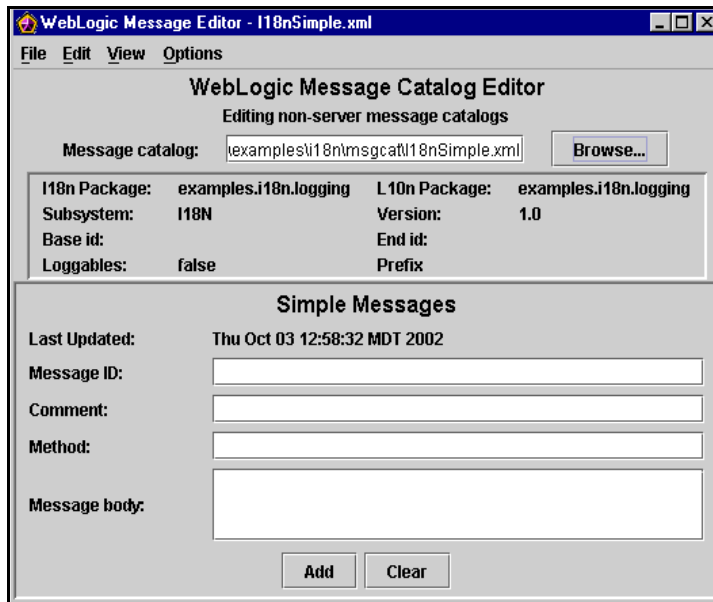 WebLogic Message Editor - I18nSimple.xml
File Edit View Options
WebLogic Message Catalog Editor
Editing non-server message catalogs
Message catalog: \examples\i18n\msgcat\I18nSimple.xml Browse...
I18n Package: examples.i18n.logging L10n Package: examples.i18n.logging
Subsystem: I18N Version: 1.0
Base id: End id:
Loggables: false Prefix
Simple Messages
Last Updated: Thu Oct 03 12:58:32 MDT 2002
Message ID:
Comment:
Method:
Message body:
Add Clear